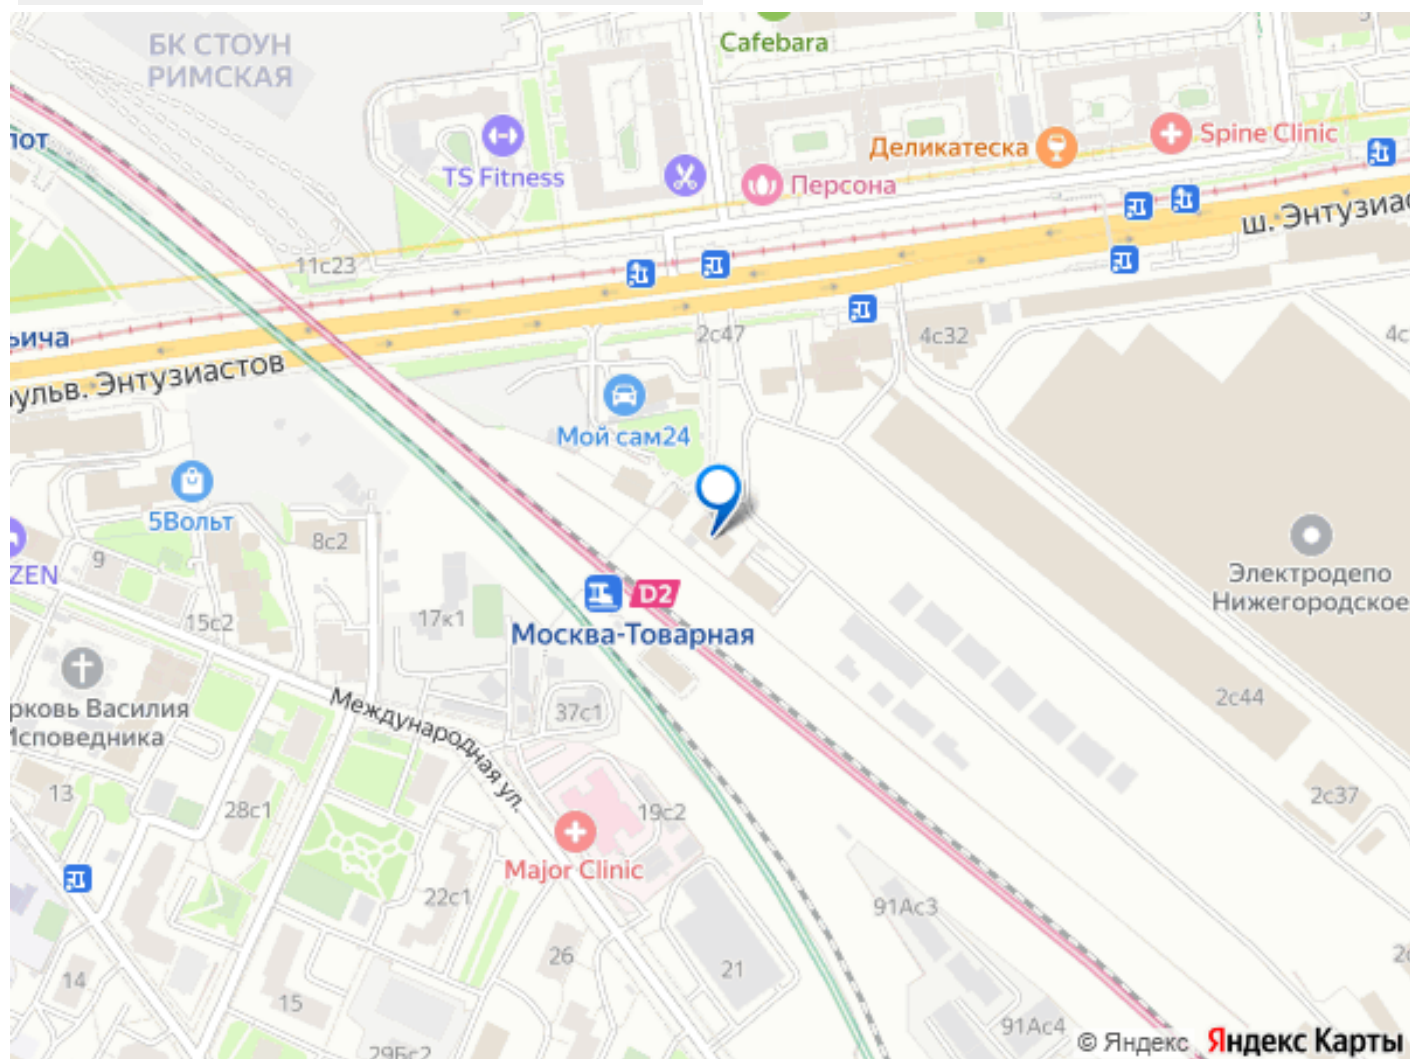 БК СТОУН
РИМСКАЯ
Cafebara
Spine Clinic
Деликатеска
TS Fitness
Персона
ш. Энтузиас
11с23
2с47
4с32
4с
бульв. Энтузиастов
Мой сам24
5Вольт
8с2
9
ZEN
Электродепо
Нижегородское
D2
Москва-Товарная
17к1
15с2
Международная ул.
рковь Василия
Исповедника
37с1
2с44
13
28с1
19с2
2с37
Major Clinic
22с1
91Ас3
26
21
14
15
29Бс2
91Ас4
© Яндекс Яндекс Карты